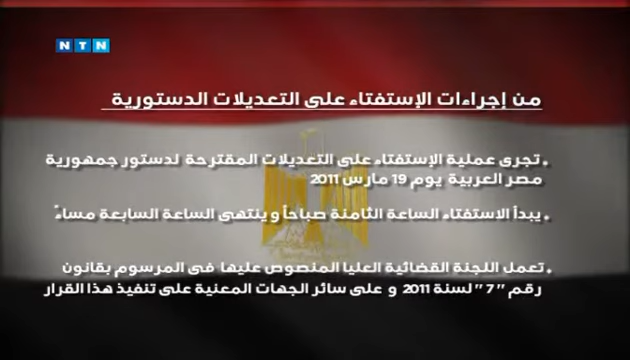 NTN
من إجراءات الإستفتاء على التعديلات الدستورية
. تجرى عملية الإستفتاء على التعديلات المقترحة لدستور جمهورية
مصر العربية يوم 19 مارس 2011
. يبدأ الاستفتاء الساعة الثامنة صباحاً و ينتهى الساعة السابعة مساءً
. تعمل اللجنة القضائية العليا المنصوص عليها فى المرسوم بقانون
رقم "7" لسنة 2011 و على سائر الجهات المعنية على تنفيذ هذا القرار